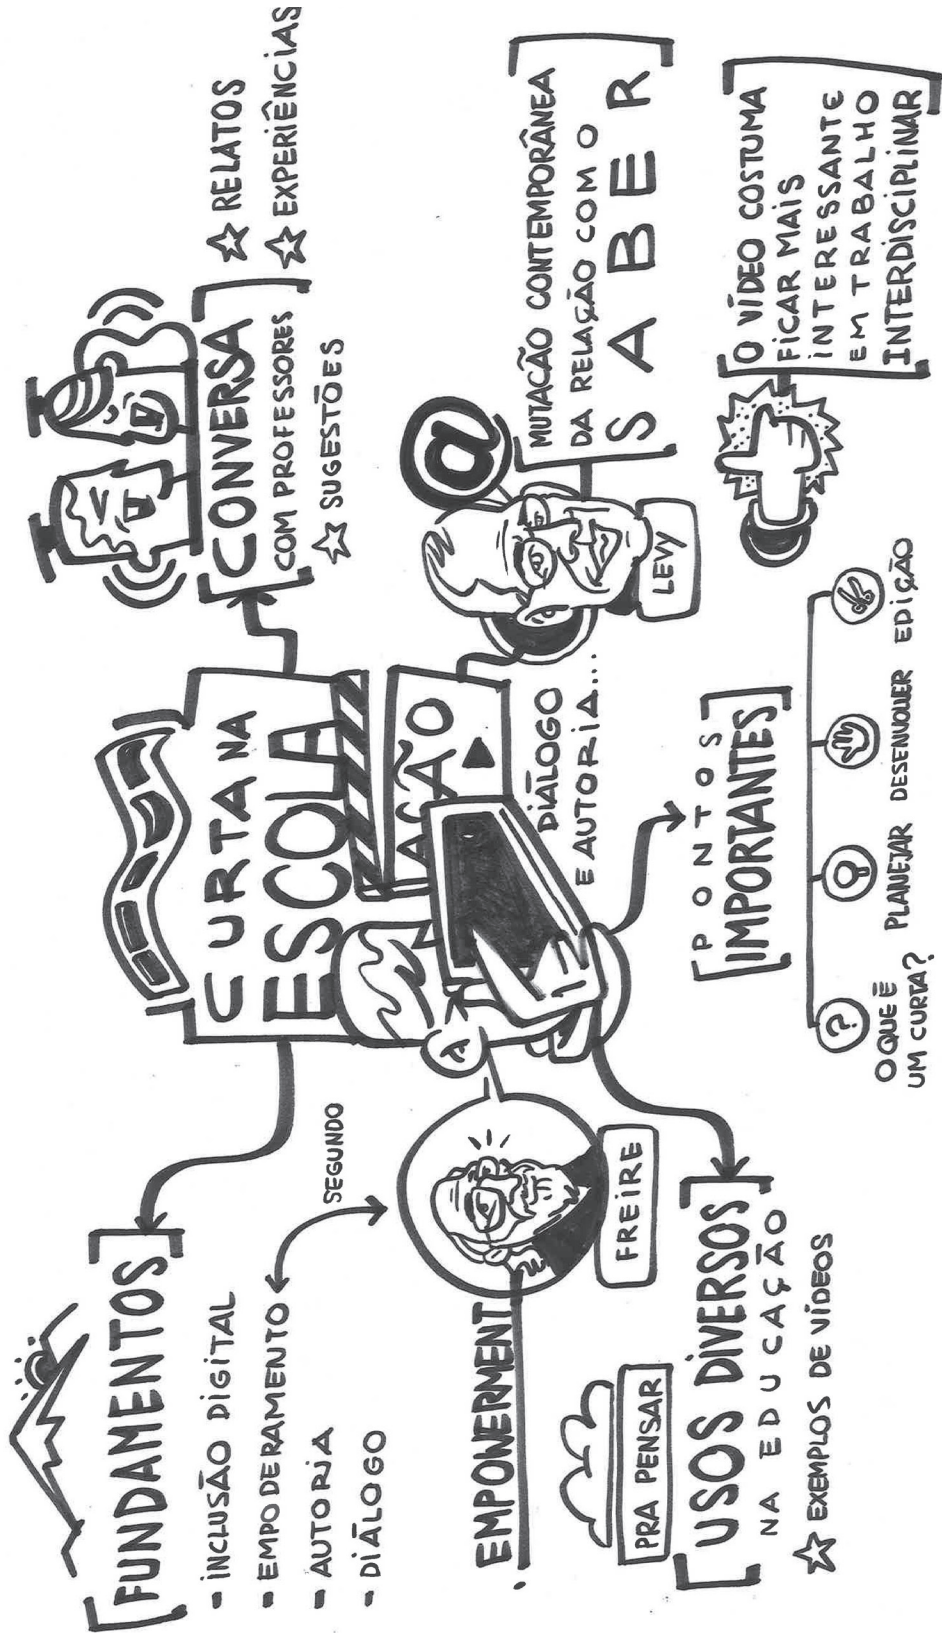 CURTA NA
ESCOLA
AÇÃO
DIÁLOGO
E AUTORIA...
A
[FUNDAMENTOS]
- INCLUSÃO DIGITAL
- EMPODERAMENTO
- AUTORIA
- DIÁLOGO
SEGUNDO
EMPOWERMENT
FREIRE
PRA PENSAR
[USOS DIVERSOS]
NA EDUCAÇÃO
☆ EXEMPLOS DE VÍDEOS
[PONTOS
IMPORTANTES]
?
O QUE É
UM CURTA?
PLANEJAR
DESENVOLVER
EDIÇÃO
[CONVERSA]
COM PROFESSORES
☆ SUGESTÕES
☆ RELATOS
☆ EXPERIÊNCIAS
@
LEVY
[MUTAÇÃO CONTEMPORÂNEA
DA RELAÇÃO COM O
SABER]
[O VÍDEO COSTUMA
FICAR MAIS
INTERESSANTE
EM TRABALHO
INTERDISCIPLINAR]